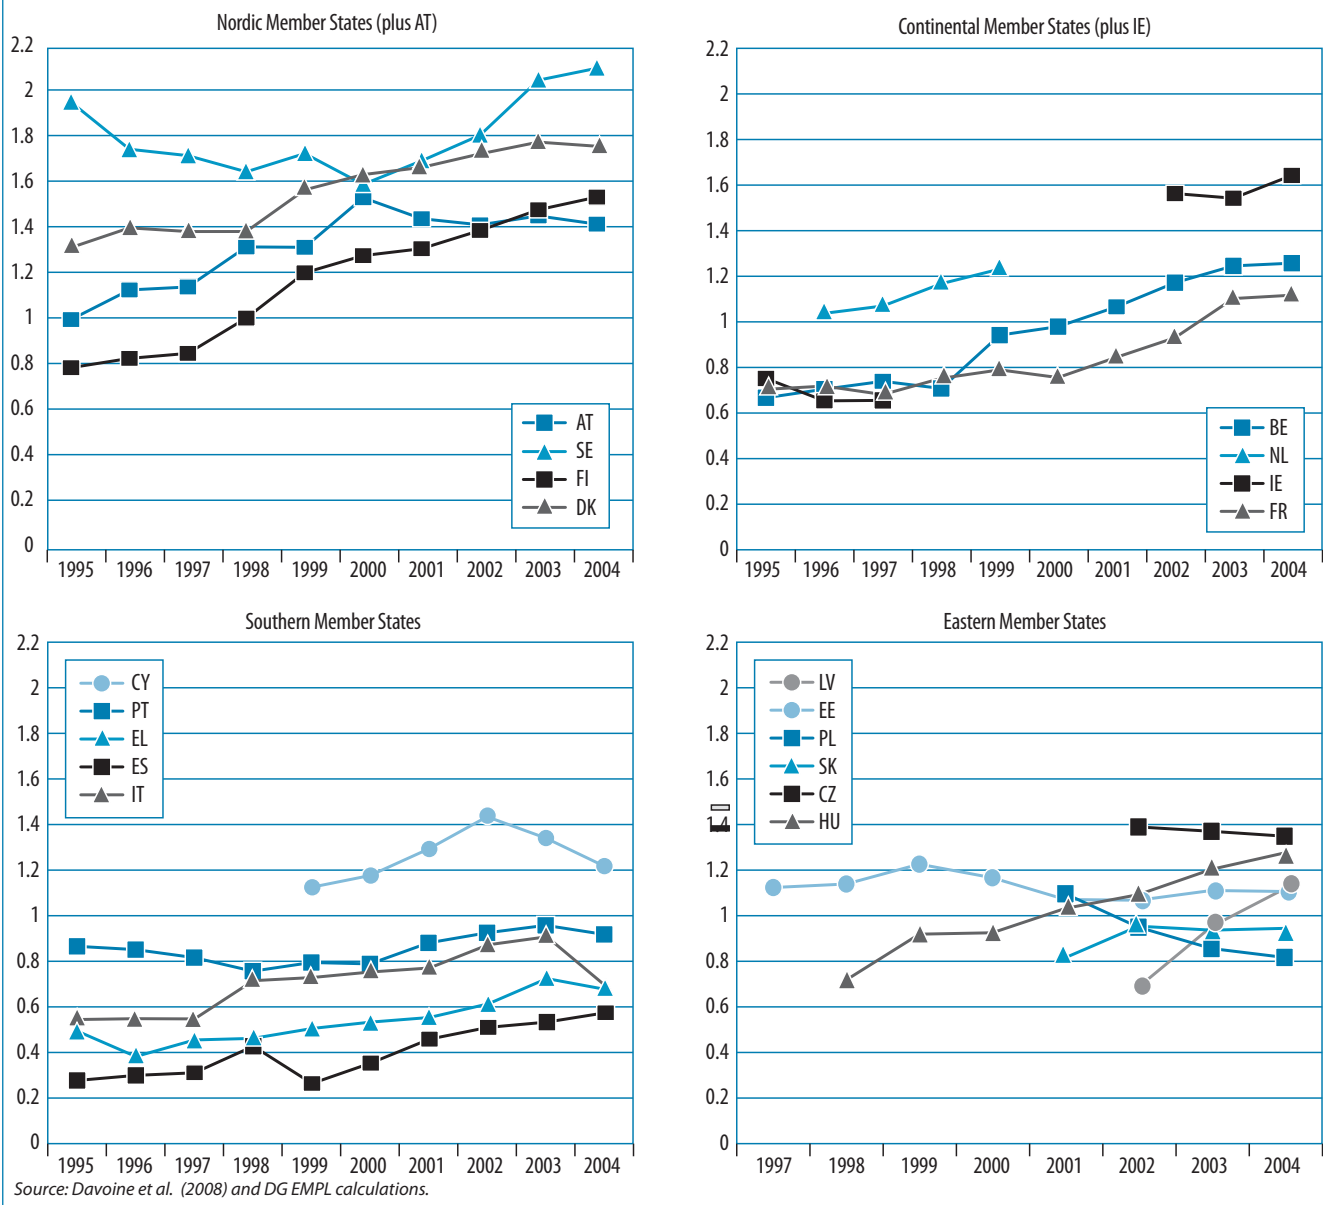 Nordic Member States (plus AT)
2.2
2
1.8
1.6
1.4
1.2
1
0.8
0.6
0.4
0.2
0
AT
SE
FI
DK
1995 1996 1997 1998 1999 2000 2001 2002 2003 2004
Continental Member States (plus IE)
2.2
2
1.8
1.6
1.4
1.2
1
0.8
0.6
0.4
0.2
0
BE
NL
IE
FR
1995 1996 1997 1998 1999 2000 2001 2002 2003 2004
Southern Member States
2.2
2
1.8
1.6
1.4
1.2
1
0.8
0.6
0.4
0.2
0
CY
PT
EL
ES
IT
1995 1996 1997 1998 1999 2000 2001 2002 2003 2004
Eastern Member States
2.2
2
1.8
1.6
1.4
1.2
1
0.8
0.6
0.4
0.2
0
LV
EE
PL
SK
CZ
HU
1997 1998 1999 2000 2001 2002 2003 2004
Source: Davoine et al. (2008) and DG EMPL calculations.